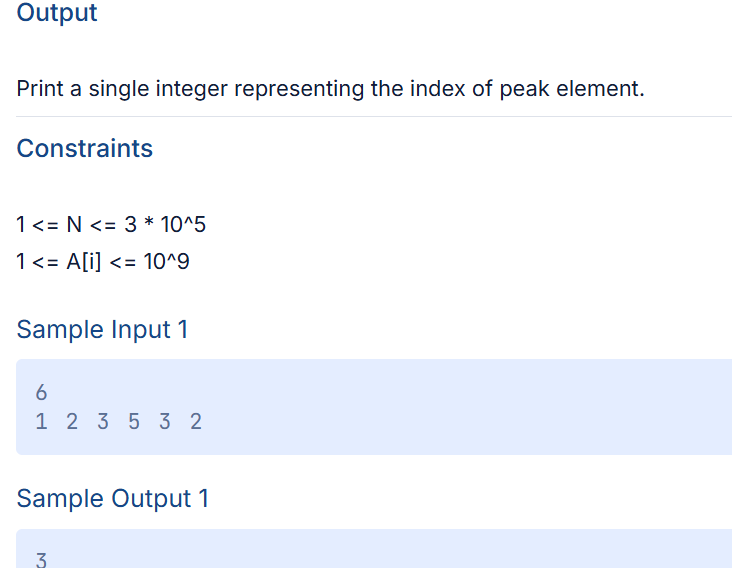 Output
Print a single integer representing the index of peak element.
Constraints
1 <= N <= 3 * 10^5
1 <= A[i] <= 10^9
Sample Input 1
6
1 2 3 5 3 2
Sample Output 1
3